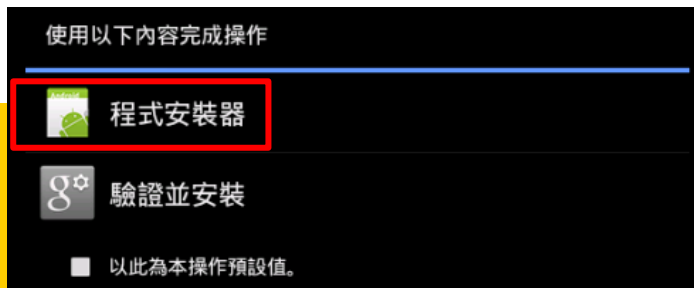 使用以下內容完成操作
Android
程式安裝器
g
驗證並安裝
以此為本操作預設值。